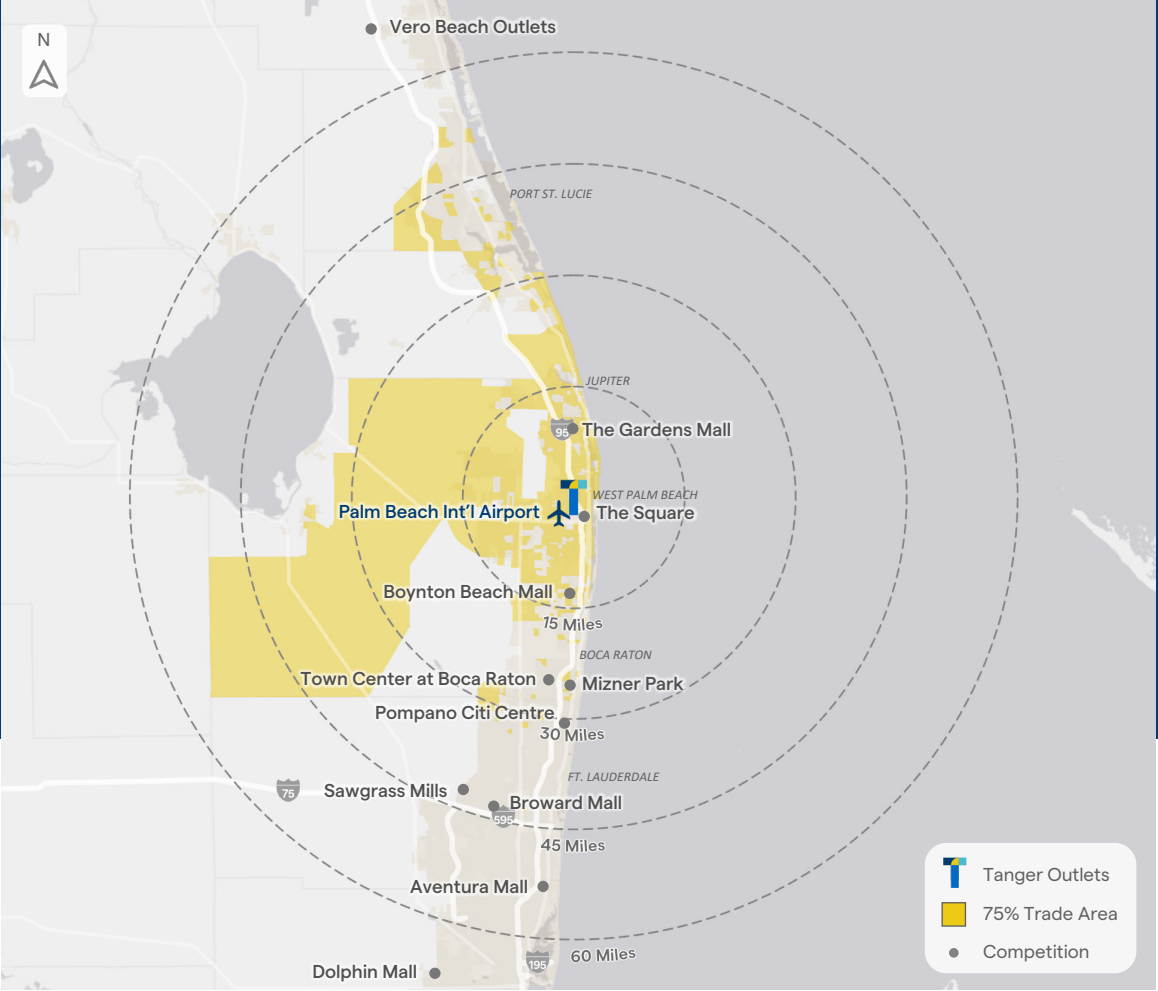 N
Vero Beach Outlets
PORT ST. LUCIE
JUPITER
95
The Gardens Mall
WEST PALM BEACH
Palm Beach Int'l Airport
The Square
Boynton Beach Mall
15 Miles
BOCA RATON
Town Center at Boca Raton
Mizner Park
Pompano Citi Centre
30 Miles
FT. LAUDERDALE
75
Sawgrass Mills
Broward Mall
595
45 Miles
Aventura Mall
60 Miles
195
Dolphin Mall
Tanger Outlets
75% Trade Area
Competition